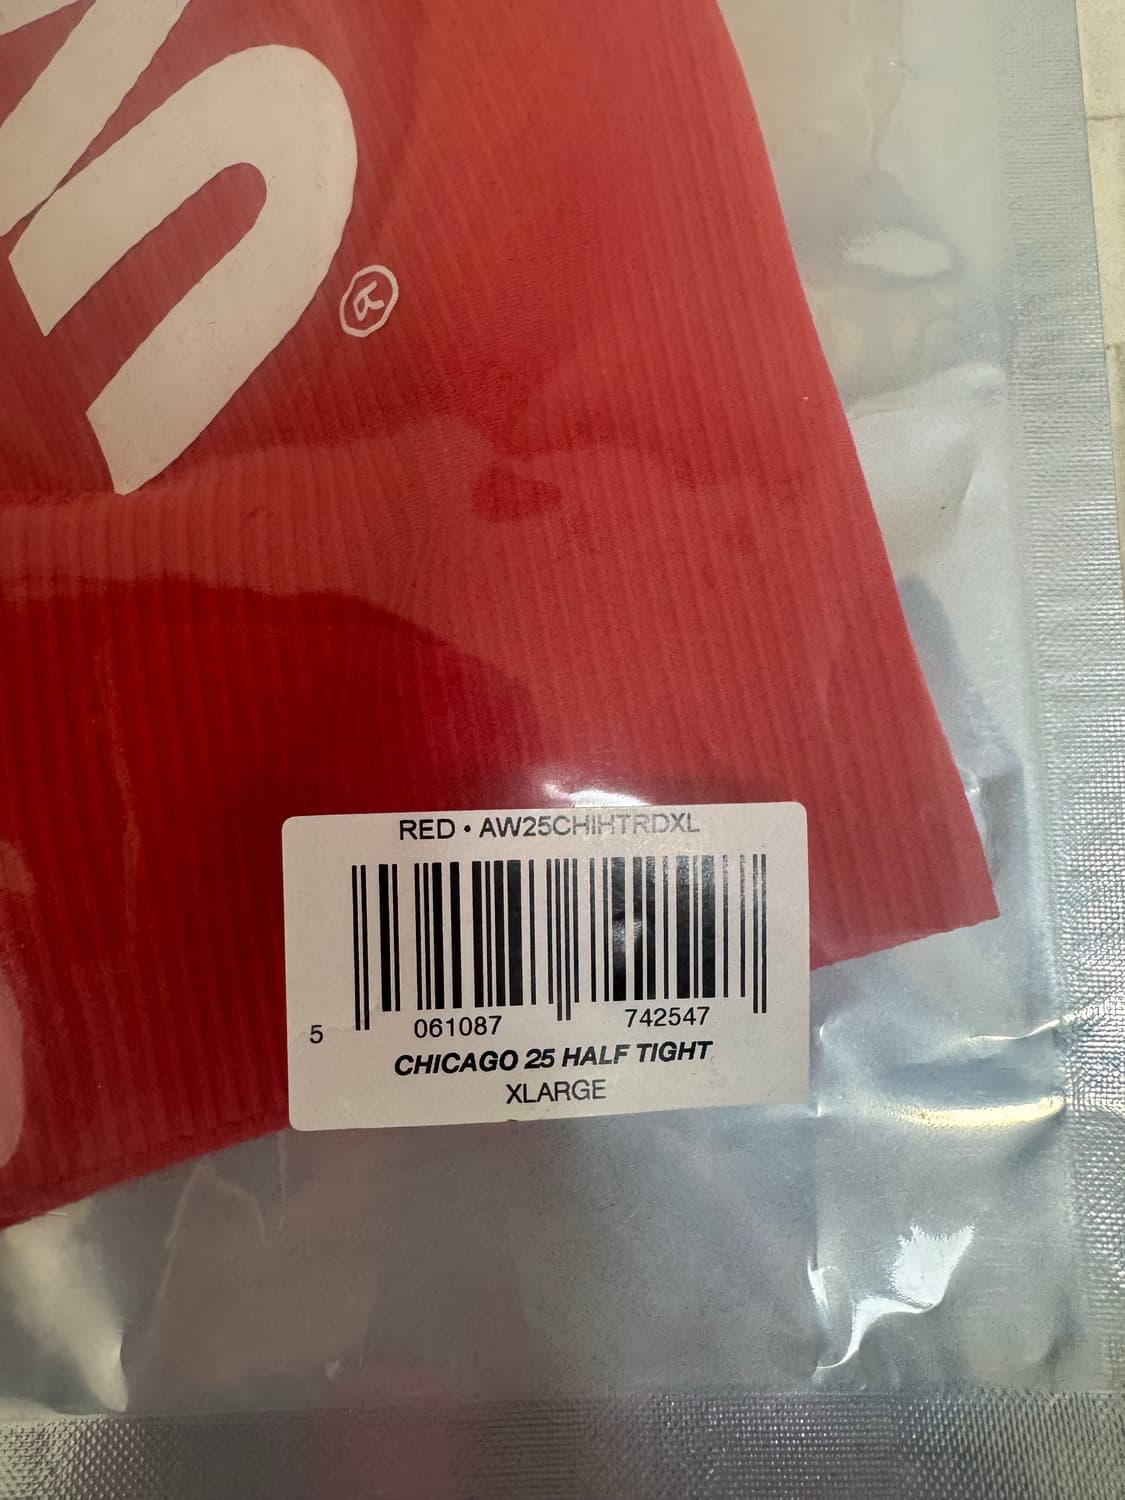 RED • AW25CHIHTRDXL
5 061087 742547
CHICAGO 25 HALF TIGHT
XLARGE